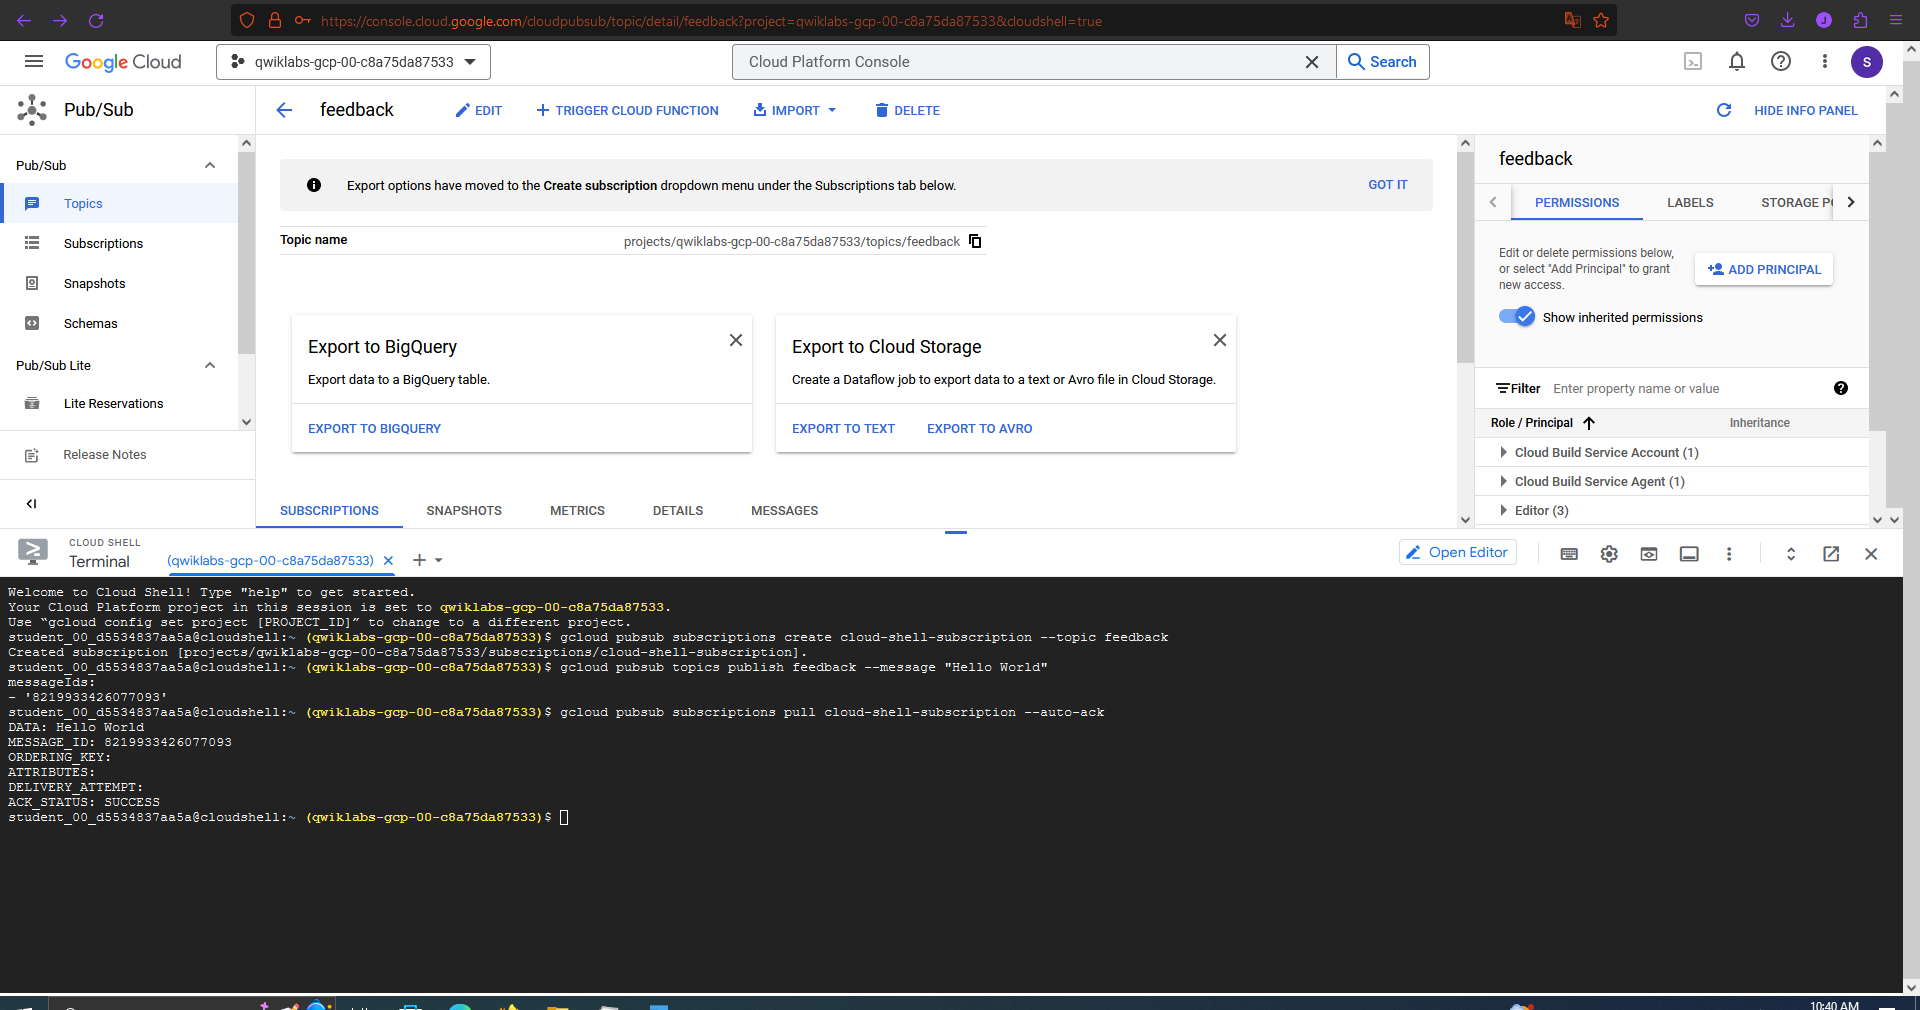 https://console.cloud.google.com/cloudpubsub/topic/detail/feedback?project=qwiklabs-gcp-00-c8a75da87533&cloudshell=true
J
Google Cloud
qwiklabs-gcp-00-c8a75da87533
Cloud Platform Console
Search
S
Pub/Sub
feedback
EDIT
TRIGGER CLOUD FUNCTION
IMPORT
DELETE
HIDE INFO PANEL
Pub/Sub
Topics
Subscriptions
Snapshots
Schemas
Pub/Sub Lite
Lite Reservations
Release Notes
Export options have moved to the Create subscription dropdown menu under the Subscriptions tab below.
GOT IT
Topic name
projects/qwiklabs-gcp-00-c8a75da87533/topics/feedback
Export to BigQuery
Export data to a BigQuery table.
EXPORT TO BIGQUERY
Export to Cloud Storage
Create a Dataflow job to export data to a text or Avro file in Cloud Storage.
EXPORT TO TEXT
EXPORT TO AVRO
SUBSCRIPTIONS
SNAPSHOTS
METRICS
DETAILS
MESSAGES
feedback
PERMISSIONS
LABELS
STORAGE P
Edit or delete permissions below,
or select "Add Principal" to grant
new access.
ADD PRINCIPAL
Show inherited permissions
Filter
Enter property name or value
Role / Principal
Inheritance
Cloud Build Service Account (1)
Cloud Build Service Agent (1)
Editor (3)
CLOUD SHELL
Terminal
(qwiklabs-gcp-00-c8a75da87533)
Open Editor
Welcome to Cloud Shell! Type "help" to get started.
Your Cloud Platform project in this session is set to qwiklabs-gcp-00-c8a75da87533.
Use “gcloud config set project [PROJECT_ID]” to change to a different project.
student_00_d5534837aa5a@cloudshell:~ (qwiklabs-gcp-00-c8a75da87533)$ gcloud pubsub subscriptions create cloud-shell-subscription --topic feedback
Created subscription [projects/qwiklabs-gcp-00-c8a75da87533/subscriptions/cloud-shell-subscription].
student_00_d5534837aa5a@cloudshell:~ (qwiklabs-gcp-00-c8a75da87533)$ gcloud pubsub topics publish feedback --message "Hello World"
messageIds:
- '8219933426077093'
student_00_d5534837aa5a@cloudshell:~ (qwiklabs-gcp-00-c8a75da87533)$ gcloud pubsub subscriptions pull cloud-shell-subscription --auto-ack
DATA: Hello World
MESSAGE_ID: 8219933426077093
ORDERING_KEY:
ATTRIBUTES:
DELIVERY_ATTEMPT:
ACK_STATUS: SUCCESS
student_00_d5534837aa5a@cloudshell:~ (qwiklabs-gcp-00-c8a75da87533)$
10:40 AM